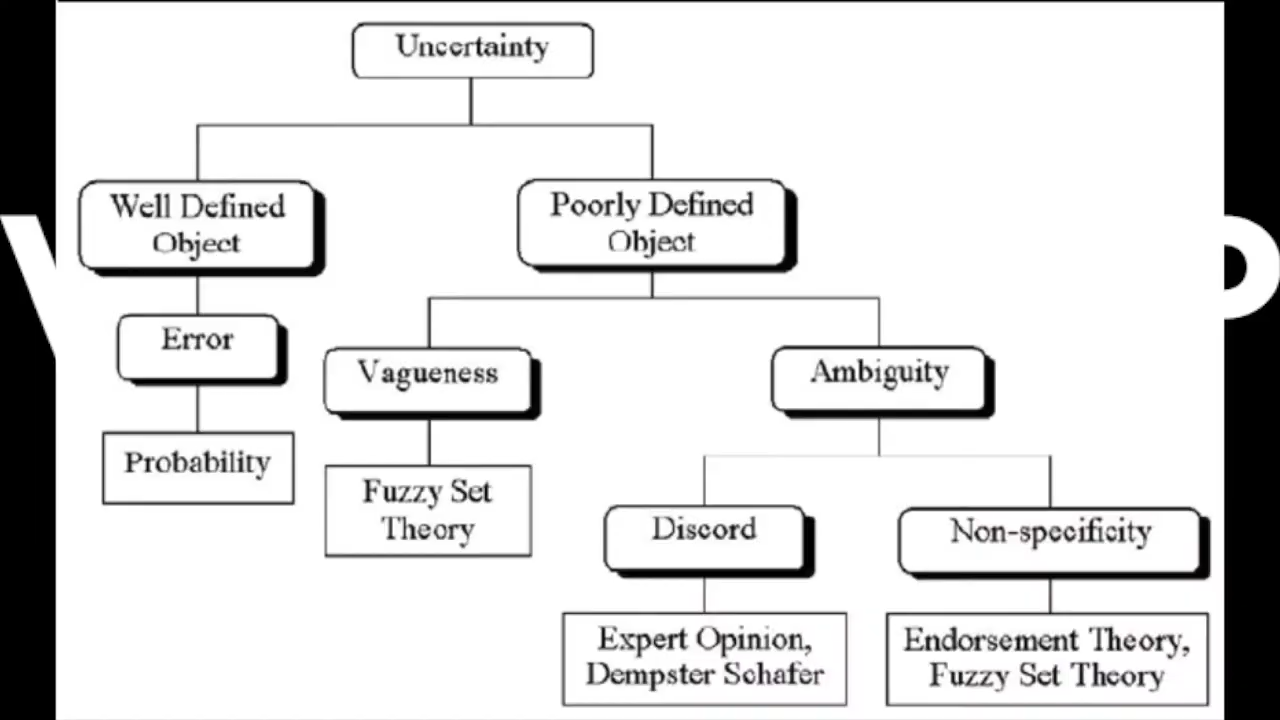 Uncertainty
Well Defined
Object
Poorly Defined
Object
Error
Vagueness
Ambiguity
Probability
Fuzzy Set
Theory
Discord
Non-specificity
Expert Opinion,
Dempster Schafer
Endorsement Theory,
Fuzzy Set Theory